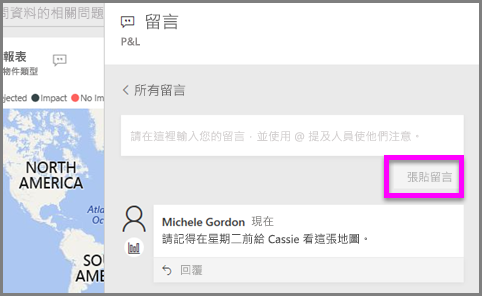 問資料的相關問題
報表
物件類型
ejected Impact No Im
NORTH
AMERICA
Atla
Oc
SO
AME
留言
P&L
所有留言
請在這裡輸入您的留言，並使用 @ 提及人員使他們注意。
張貼留言
Michele Gordon 現在
請記得在星期二前給 Cassie 看這張地圖。
回覆